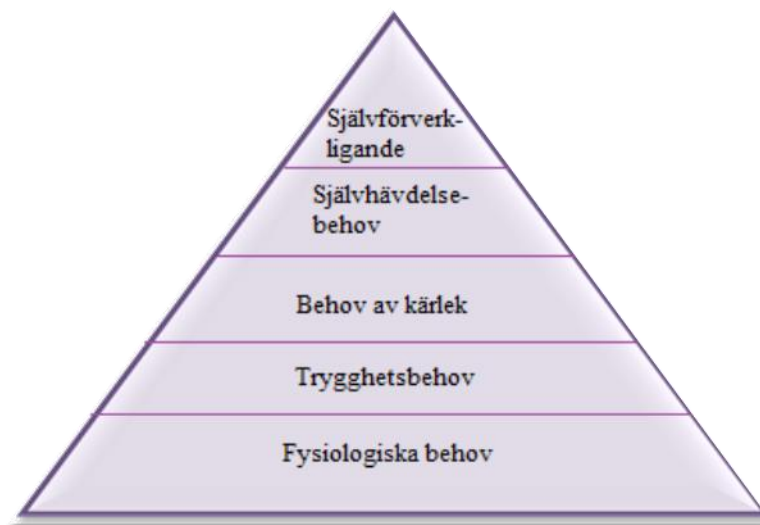 Självförverk-
ligande
Självhävdelse-
behov
Behov av kärlek
Trygghetsbehov
Fysiologiska behov